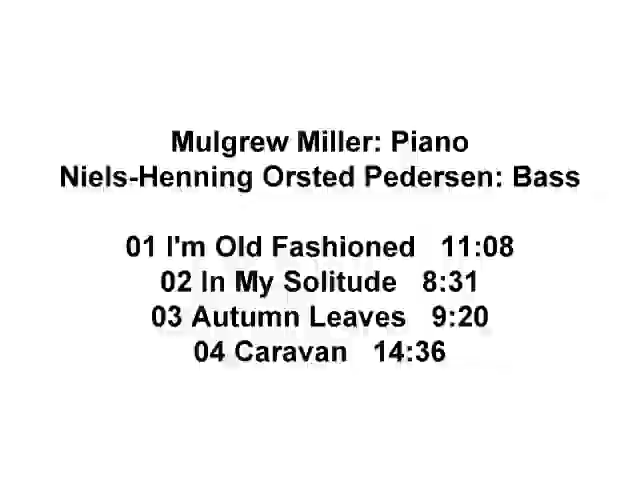 Mulgrew Miller: Piano
Niels-Henning Orsted Pedersen: Bass
01 I'm Old Fashioned 11:08
02 In My Solitude 8:31
03 Autumn Leaves 9:20
04 Caravan 14:36